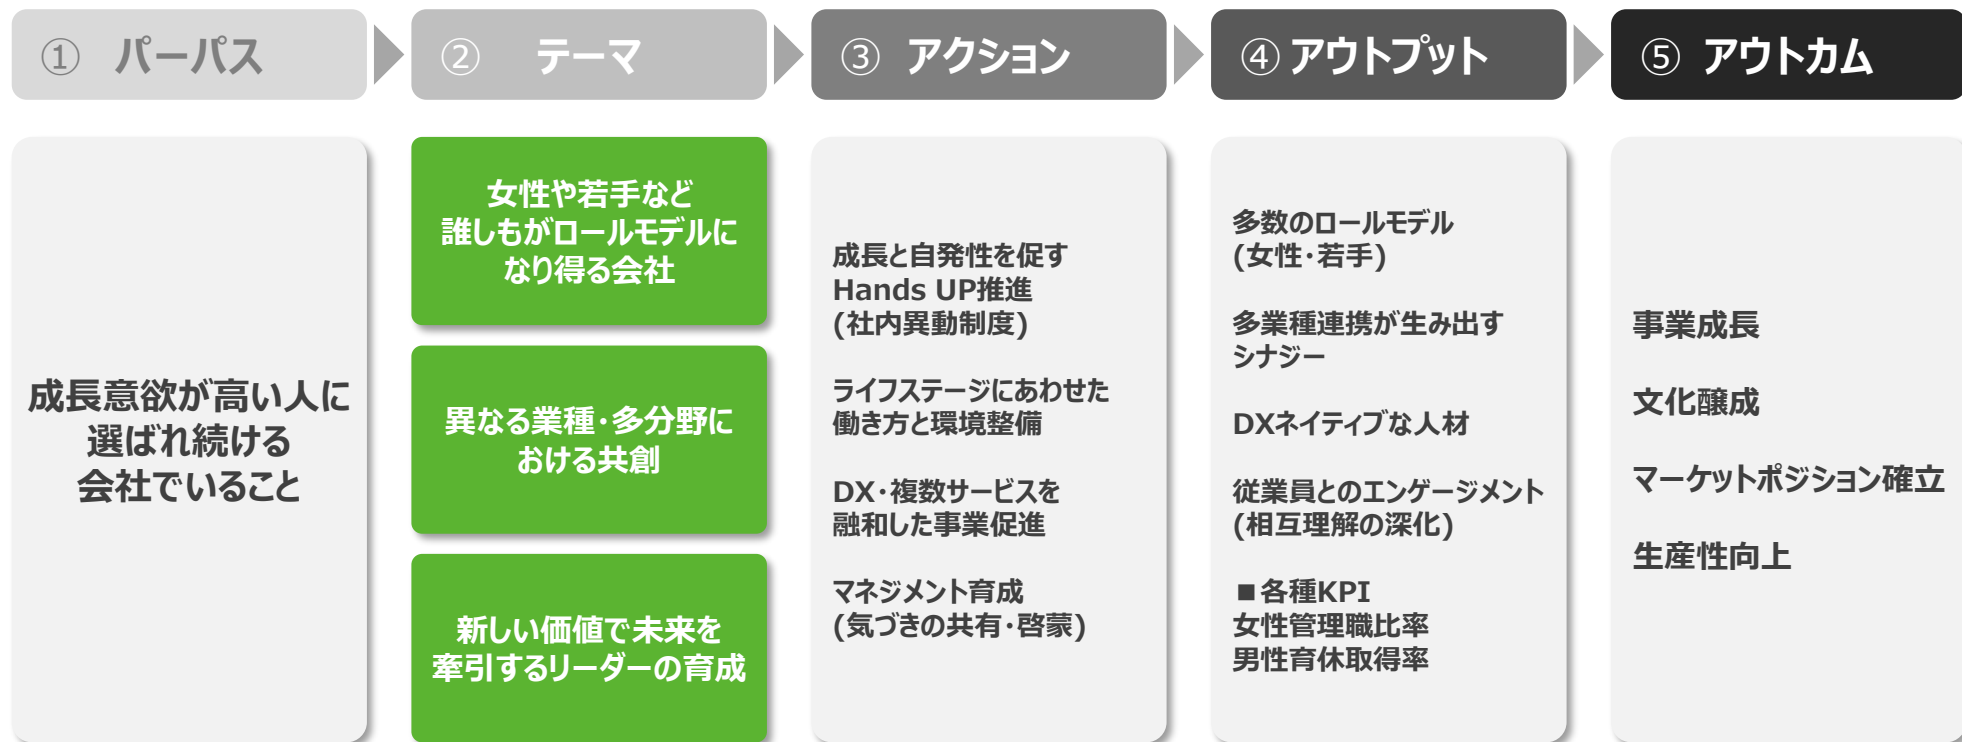 ① パーパス
② テーマ
③ アクション
④ アウトプット
⑤ アウトカム
成長意欲が高い人に
選ばれ続ける
会社でいること
女性や若手など
誰しもがロールモデルに
なり得る会社
異なる業種・多分野に
おける共創
新しい価値で未来を
牽引するリーダーの育成
成長と自発性を促す
Hands UP推進
(社内異動制度)
ライフステージにあわせた
働き方と環境整備
DX・複数サービスを
融和した事業促進
マネジメント育成
(気づきの共有・啓蒙)
多数のロールモデル
(女性・若手)
多業種連携が生み出す
シナジー
DXネイティブな人材
従業員とのエンゲージメント
(相互理解の深化)
■各種KPI
女性管理職比率
男性育休取得率
事業成長
文化醸成
マーケットポジション確立
生産性向上